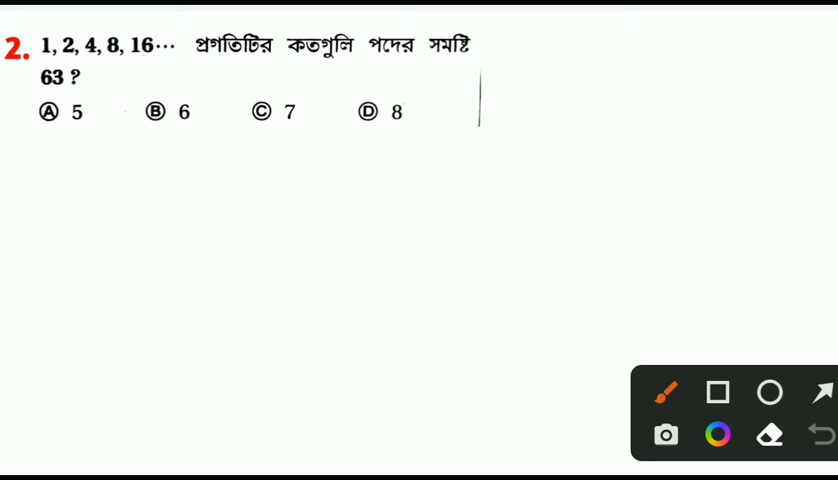 2. 1, 2, 4, 8, 16··· প্রগতিটির কতগুলি পদের সমষ্টি
63 ?
Ⓐ 5 Ⓑ 6 Ⓒ 7 Ⓓ 8